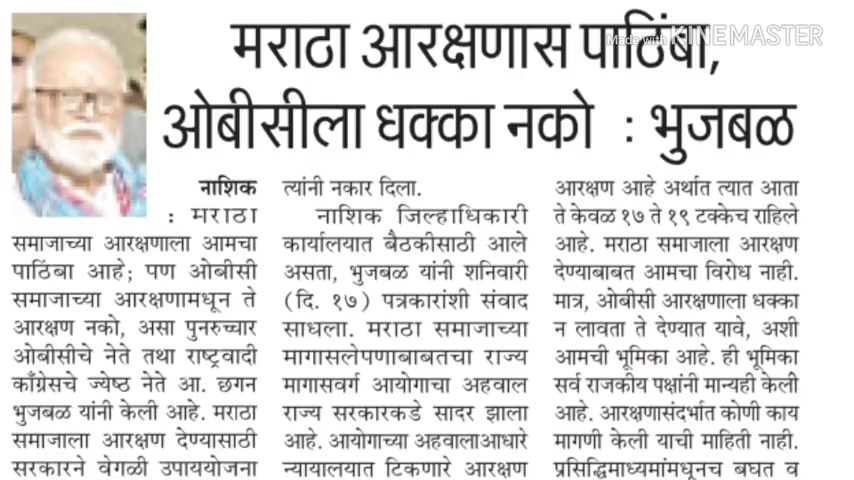 मराठा आरक्षणास पाठिंबा,
Made with KINEMASTER
ओबीसीला धक्का नको : भुजबळ
नाशिक
: मराठा
समाजाच्या आरक्षणाला आमचा
पाठिंबा आहे; पण ओबीसी
समाजाच्या आरक्षणामधून ते
आरक्षण नको, असा पुनरुच्चार
ओबीसीचे नेते तथा राष्ट्रवादी
काँग्रेसचे ज्येष्ठ नेते आ. छगन
भुजबळ यांनी केली आहे. मराठा
समाजाला आरक्षण देण्यासाठी
सरकारने वेगळी उपाययोजना
त्यांनी नकार दिला.
नाशिक जिल्हाधिकारी
कार्यालयात बैठकीसाठी आले
असता, भुजबळ यांनी शनिवारी
(दि. १७) पत्रकारांशी संवाद
साधला. मराठा समाजाच्या
मागासलेपणाबाबतचा राज्य
मागासवर्ग आयोगाचा अहवाल
राज्य सरकारकडे सादर झाला
आहे. आयोगाच्या अहवालाआधारे
न्यायालयात टिकणारे आरक्षण
आरक्षण आहे अर्थात त्यात आता
ते केवळ १७ ते १९ टक्केच राहिले
आहे. मराठा समाजाला आरक्षण
देण्याबाबत आमचा विरोध नाही.
मात्र, ओबीसी आरक्षणाला धक्का
न लावता ते देण्यात यावे, अशी
आमची भूमिका आहे. ही भूमिका
सर्व राजकीय पक्षांनी मान्यही केली
आहे. आरक्षणासंदर्भात कोणी काय
मागणी केली याची माहिती नाही.
प्रसिद्धिमाध्यमांमधूनच बघत व